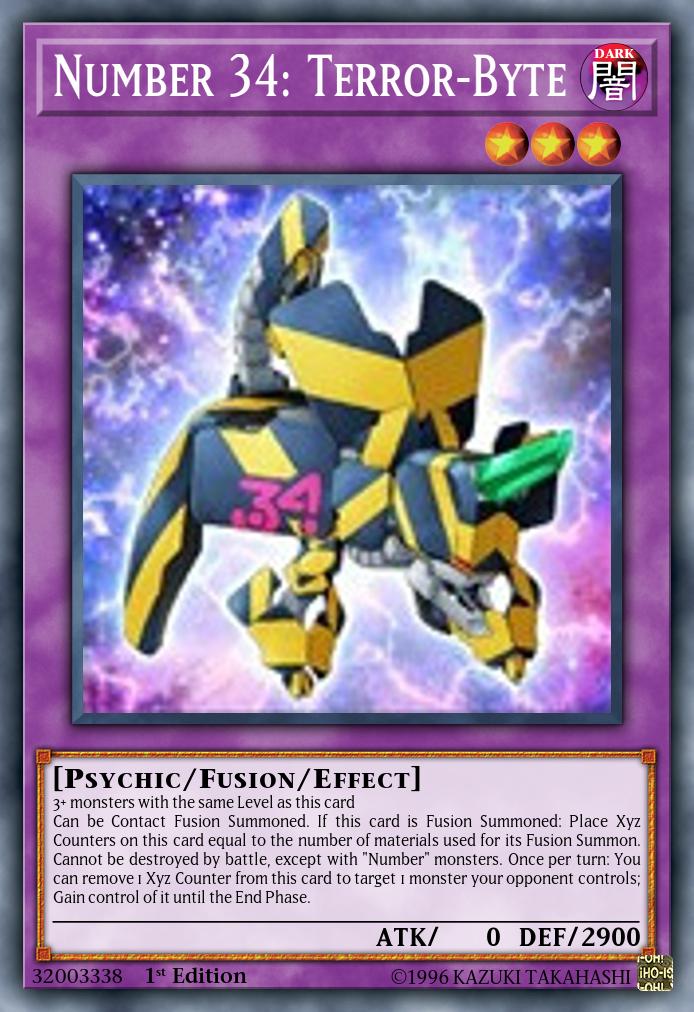 Number 34: Terror-Byte
DARK
闇
34
[Psychic/Fusion/Effect]
3+ monsters with the same Level as this card
Can be Contact Fusion Summoned. If this card is Fusion Summoned: Place Xyz
Counters on this card equal to the number of materials used for its Fusion Summon.
Cannot be destroyed by battle, except with "Number" monsters. Once per turn: You
can remove 1 Xyz Counter from this card to target 1 monster your opponent controls;
Gain control of it until the End Phase.
ATK/ 0 DEF/2900
32003338 1st Edition ©1996 KAZUKI TAKAHASHI